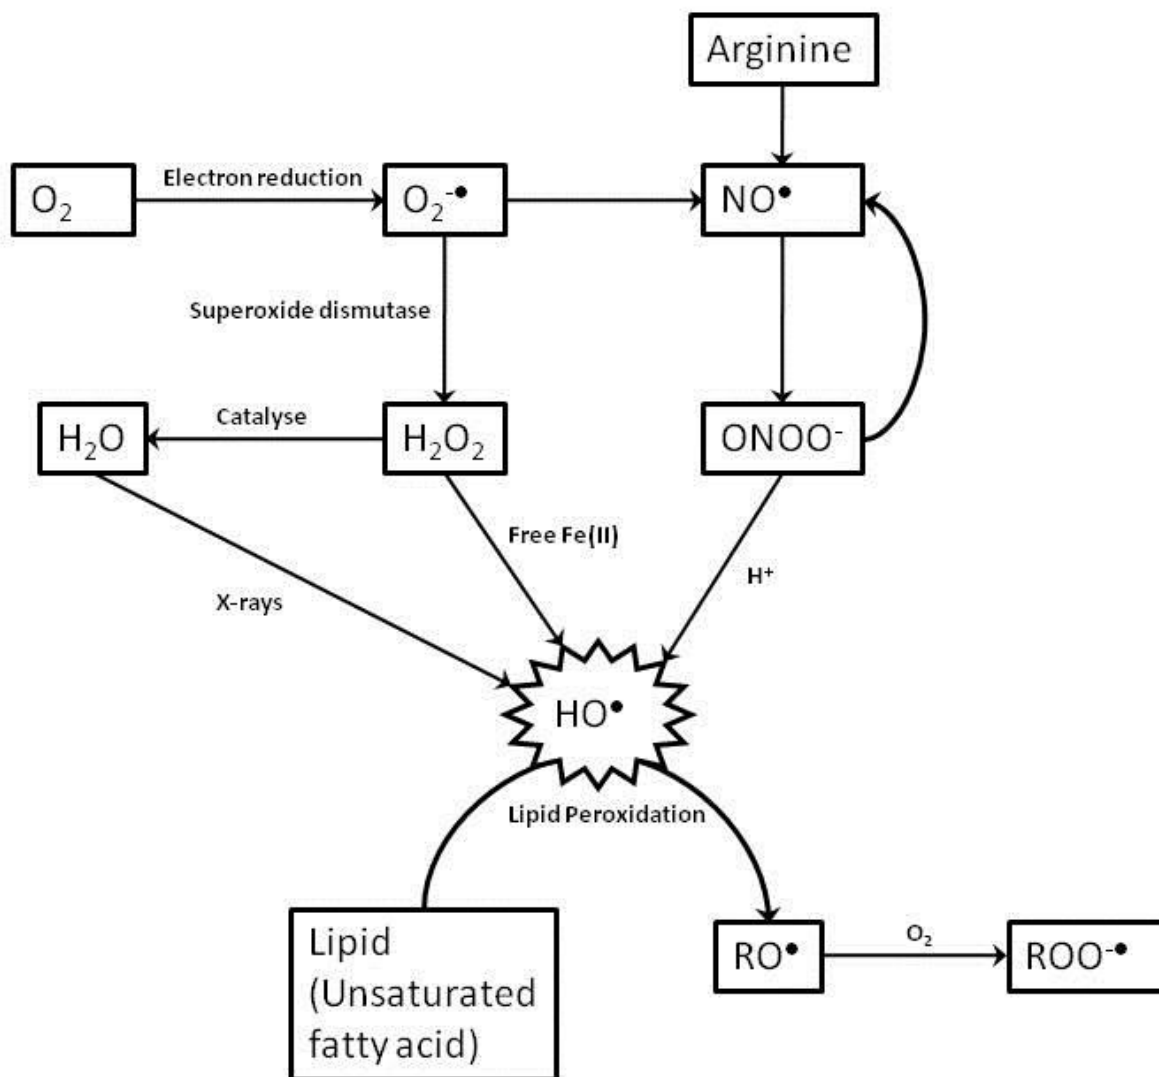 Arginine
O₂
Electron reduction
O₂⁻•
NO•
Superoxide dismutase
H₂O
Catalyse
H₂O₂
ONOO⁻
Free Fe(II)
H⁺
X-rays
HO•
Lipid Peroxidation
Lipid
(Unsaturated
fatty acid)
RO•
O₂
ROO⁻•